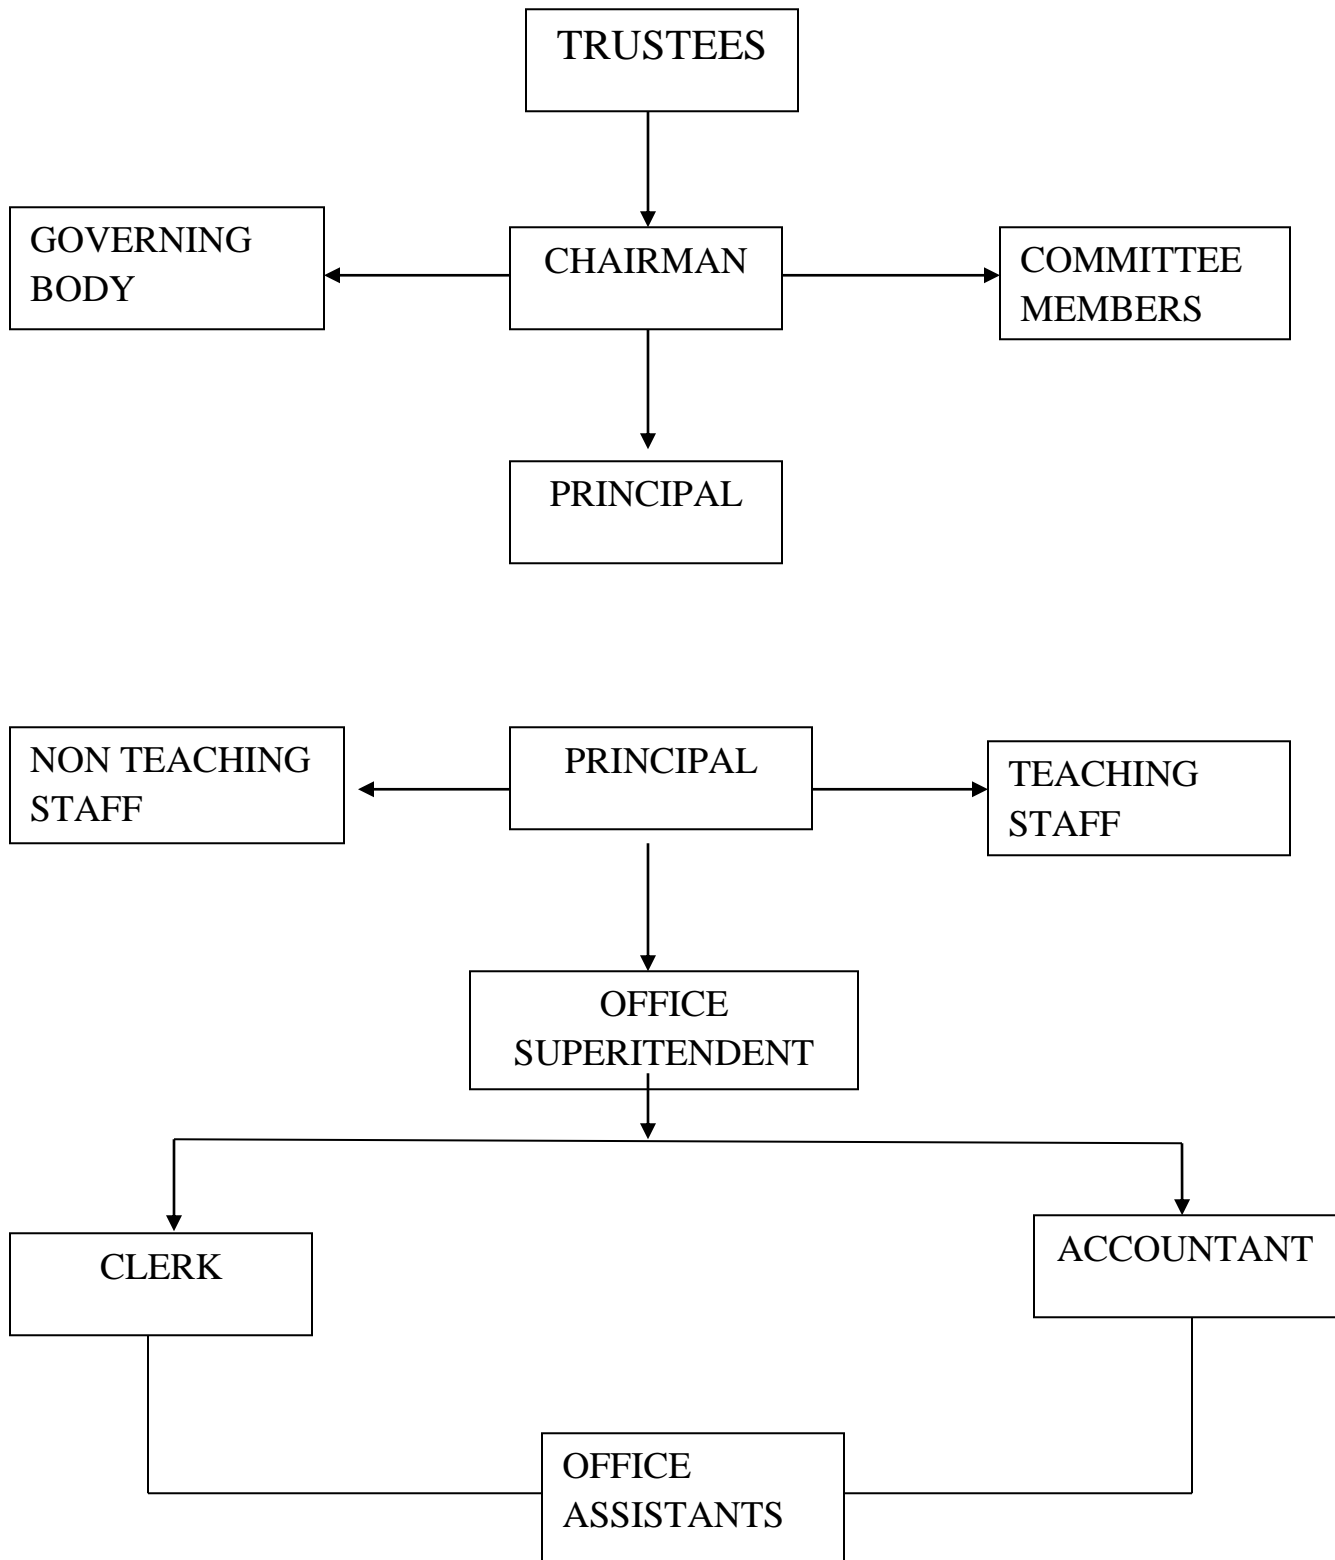 TRUSTEES
GOVERNING
BODY
CHAIRMAN
COMMITTEE
MEMBERS
PRINCIPAL
NON TEACHING
STAFF
PRINCIPAL
TEACHING
STAFF
OFFICE
SUPERITENDENT
CLERK
ACCOUNTANT
OFFICE
ASSISTANTS